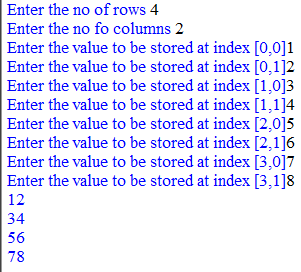 Enter the no of rows 4
Enter the no fo columns 2
Enter the value to be stored at index [0,0]1
Enter the value to be stored at index [0,1]2
Enter the value to be stored at index [1,0]3
Enter the value to be stored at index [1,1]4
Enter the value to be stored at index [2,0]5
Enter the value to be stored at index [2,1]6
Enter the value to be stored at index [3,0]7
Enter the value to be stored at index [3,1]8
12
34
56
78